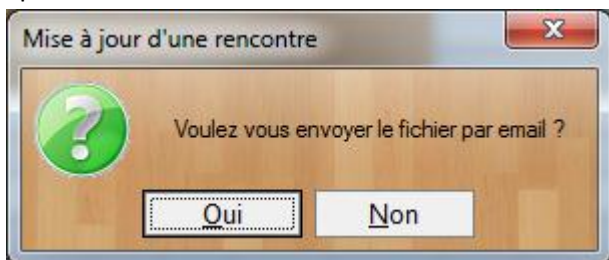 Mise à jour d'une rencontre
Voulez vous envoyer le fichier par email ?
Oui
Non